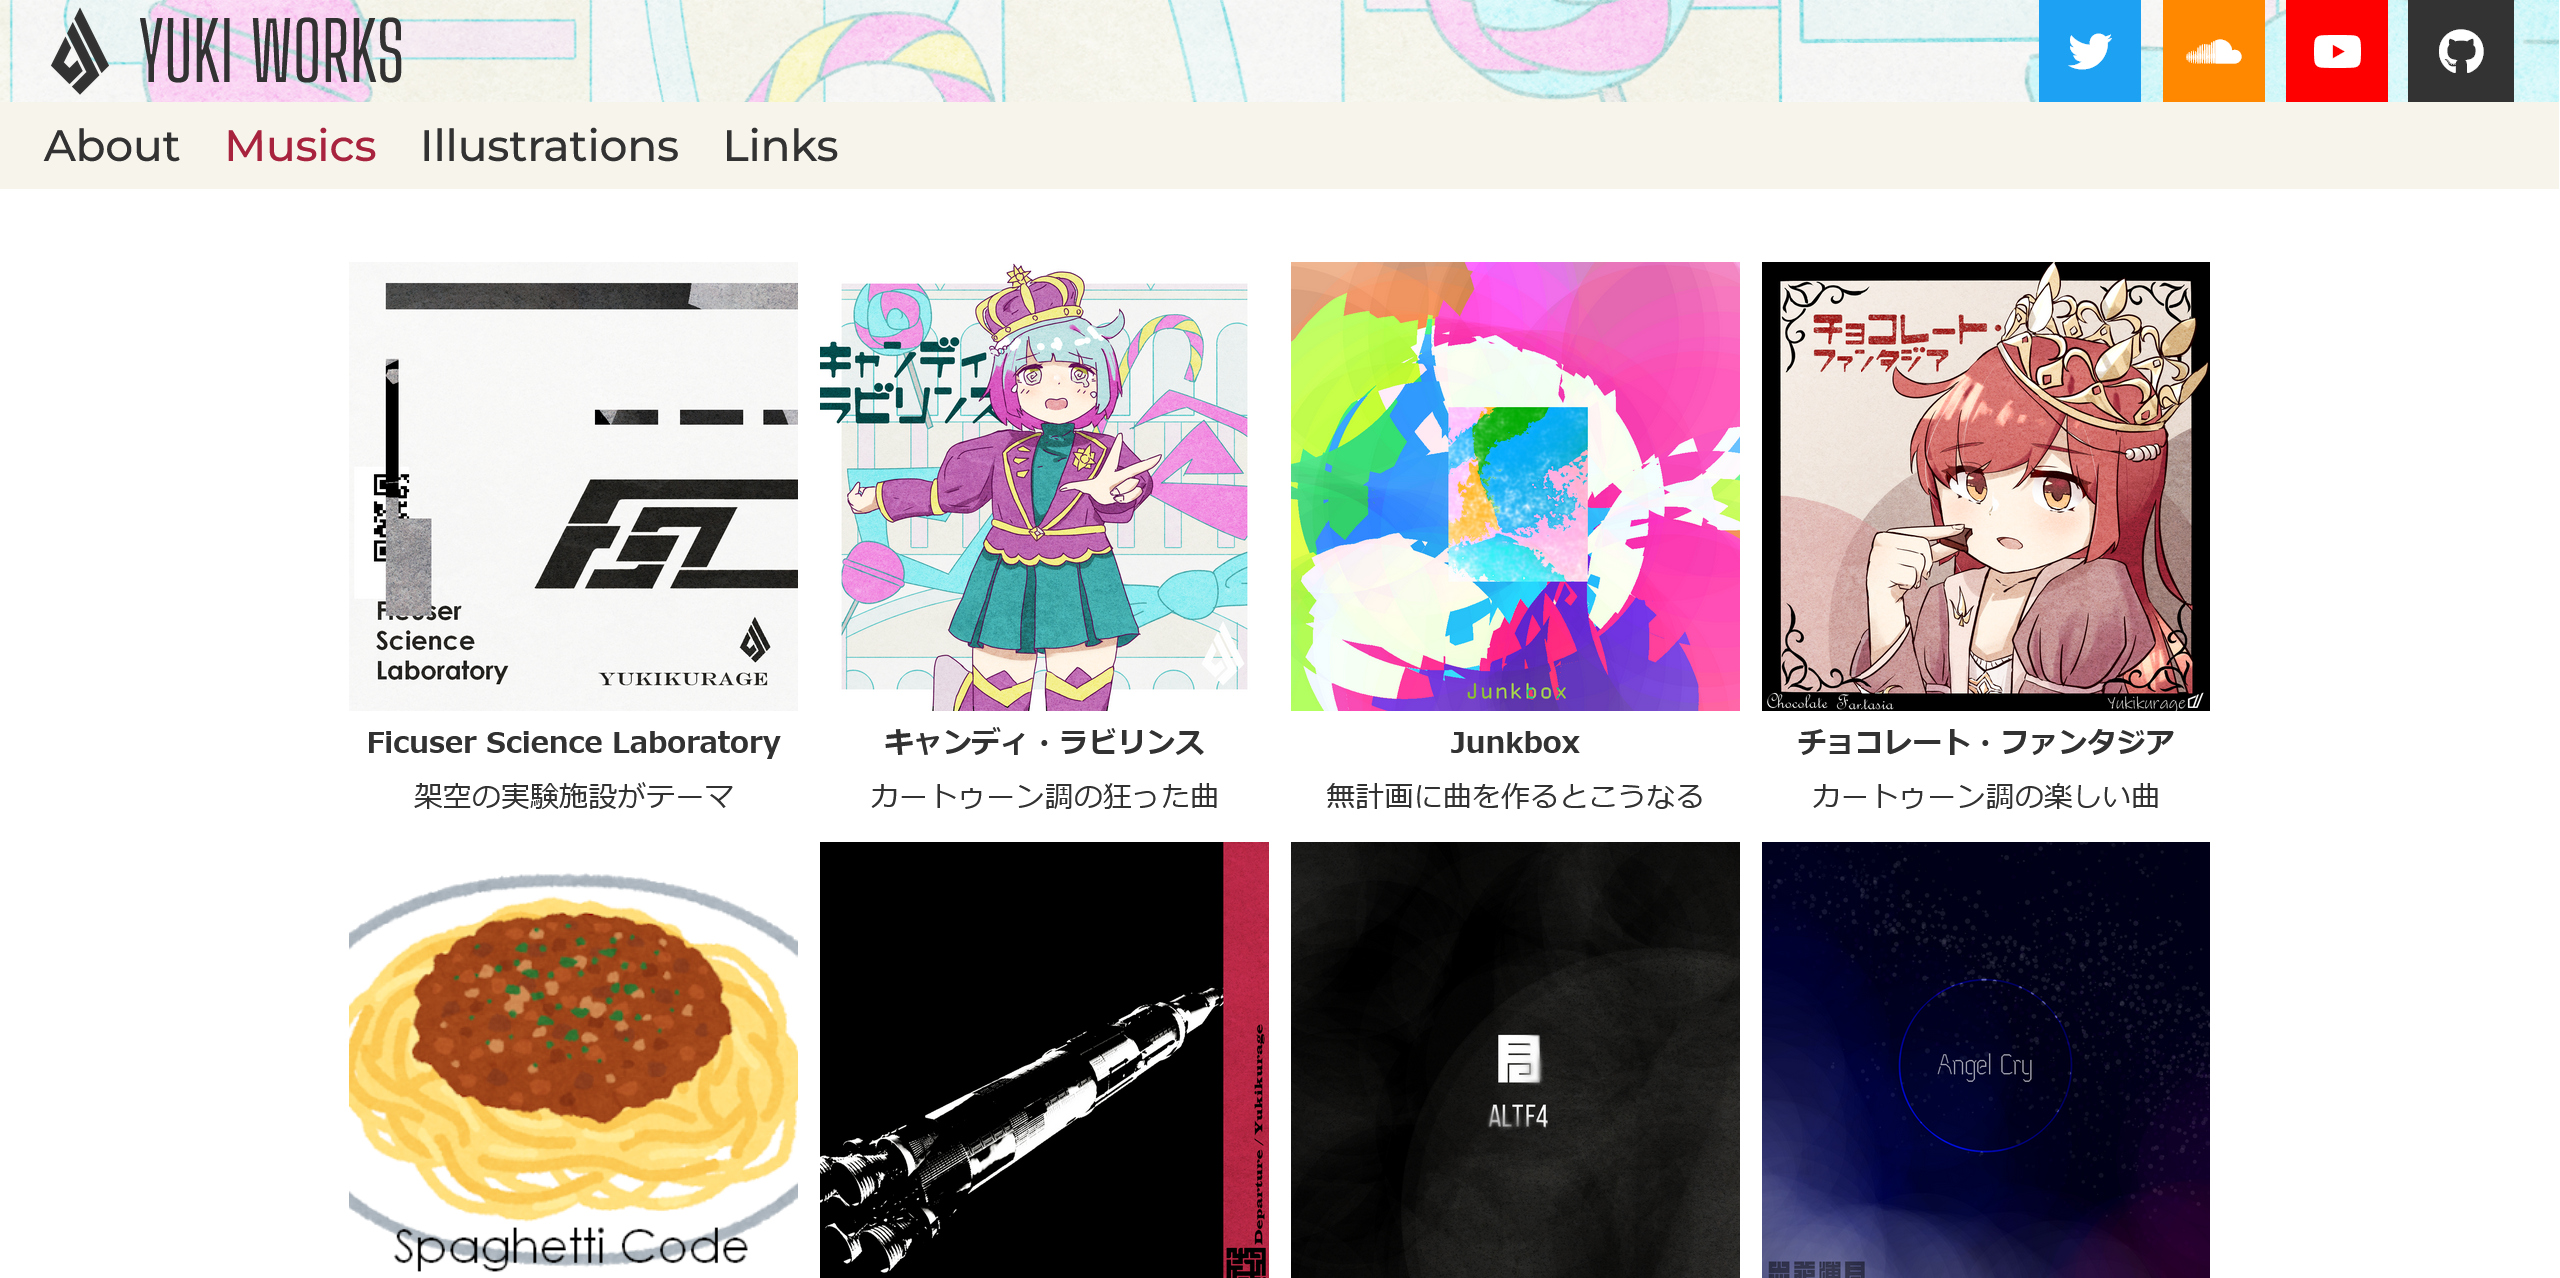 YUKI WORKS
About Musics Illustrations Links
Ficuser
Science
Laboratory
YUKIKURAGE
キャンディ
ラビリンス
Junkbox
チョコレート・
ファンタジア
Chocolate Fantasia
Yukikurage
Ficuser Science Laboratory
架空の実験施設がテーマ
キャンディ・ラビリンス
カートゥーン調の狂った曲
Junkbox
無計画に曲を作るとこうなる
チョコレート・ファンタジア
カートゥーン調の楽しい曲
Spaghetti Code
Departure / Yukikurage
ALTF4
Angel Cry